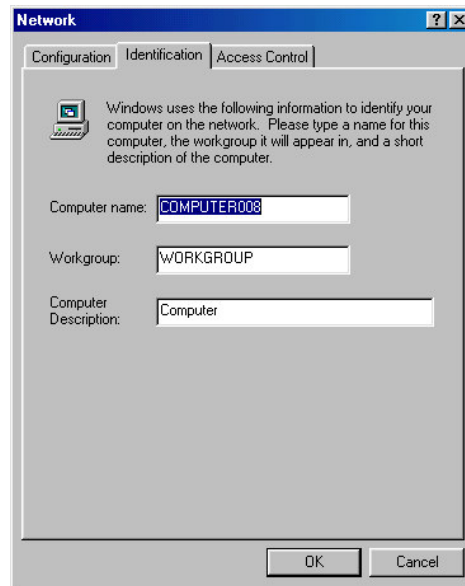 Network
Configuration Identification Access Control
Windows uses the following information to identify your
computer on the network. Please type a name for this
computer, the workgroup it will appear in, and a short
description of the computer.
Computer name: COMPUTER008
Workgroup: WORKGROUP
Computer
Description: Computer
OK Cancel